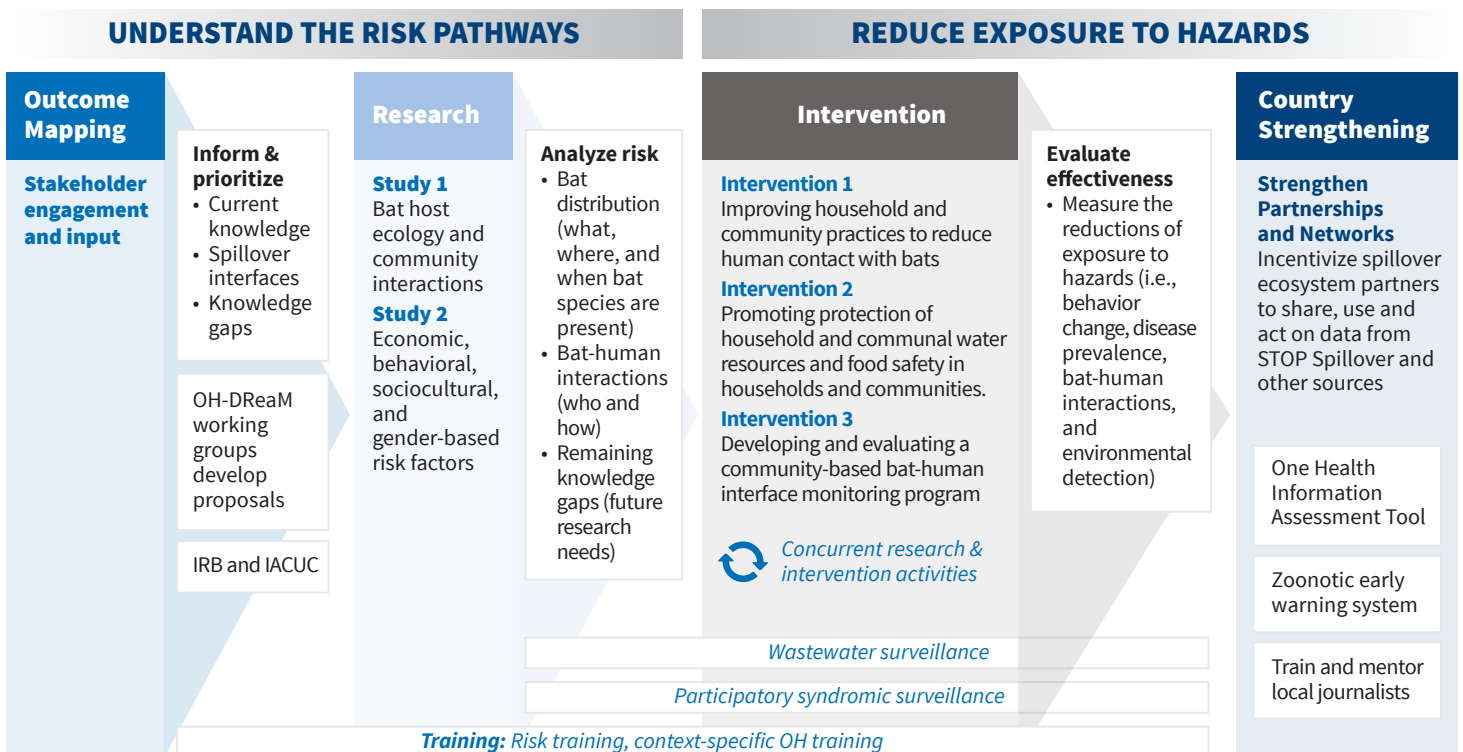 UNDERSTAND THE RISK PATHWAYS
REDUCE EXPOSURE TO HAZARDS
Outcome
Mapping
Stakeholder
engagement
and input
Inform &
prioritize
• Current
knowledge
• Spillover
interfaces
• Knowledge
gaps
OH-DReaM
working
groups
develop
proposals
IRB and IACUC
Research
Study 1
Bat host
ecology and
community
interactions
Study 2
Economic,
behavioral,
sociocultural,
and
gender-based
risk factors
Analyze risk
• Bat
distribution
(what,
where, and
when bat
species are
present)
• Bat-human
interactions
(who and
how)
• Remaining
knowledge
gaps (future
research
needs)
Intervention
Intervention 1
Improving household and
community practices to reduce
human contact with bats
Intervention 2
Promoting protection of
household and communal water
resources and food safety in
households and communities.
Intervention 3
Developing and evaluating a
community-based bat-human
interface monitoring program
Concurrent research &
intervention activities
Evaluate
effectiveness
• Measure the
reductions of
exposure to
hazards (i.e.,
behavior
change, disease
prevalence,
bat-human
interactions,
and
environmental
detection)
Country
Strengthening
Strengthen
Partnerships
and Networks
Incentivize spillover
ecosystem partners
to share, use and
act on data from
STOP Spillover and
other sources
One Health
Information
Assessment Tool
Zoonotic early
warning system
Train and mentor
local journalists
Wastewater surveillance
Participatory syndromic surveillance
Training: Risk training, context-specific OH training